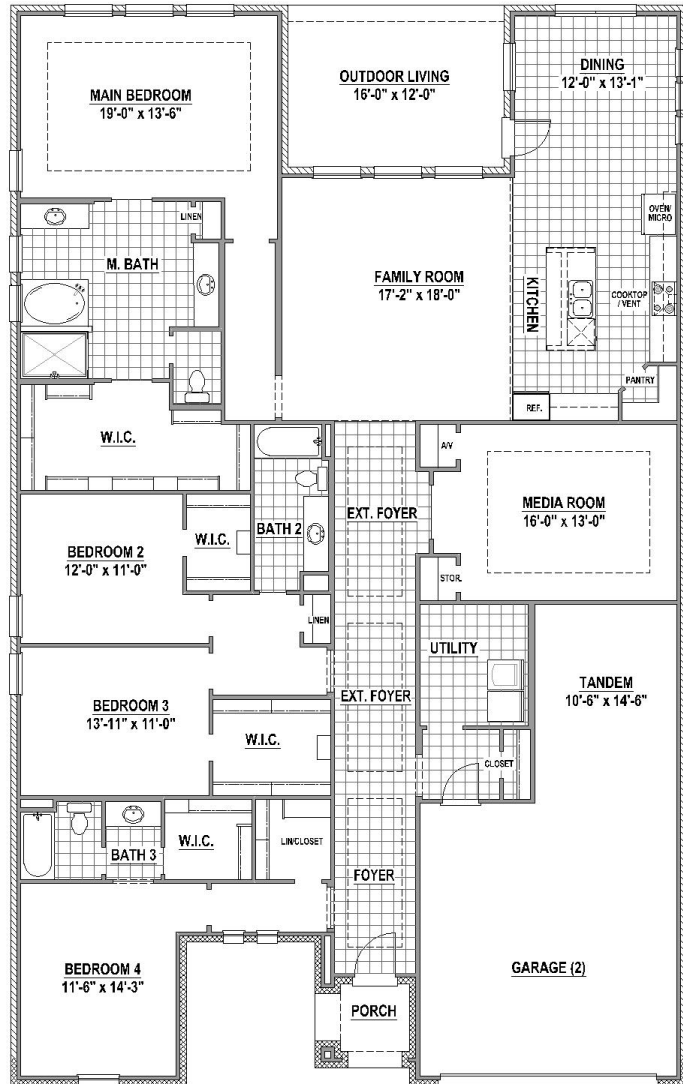 MAIN BEDROOM
19'-0" x 13'-6"
OUTDOOR LIVING
16'-0" x 12'-0"
DINING
12'-0" x 13'-1"
LINEN
M. BATH
FAMILY ROOM
17'-2" x 18'-0"
KITCHEN
OVEN/
MICRO
COOKTOP
/ VENT
PANTRY
REF.
W.I.C.
A/V
EXT. FOYER
MEDIA ROOM
16'-0" x 13'-0"
BATH 2
W.I.C.
BEDROOM 2
12'-0" x 11'-0"
STOR.
LINEN
UTILITY
TANDEM
10'-6" x 14'-6"
BEDROOM 3
13'-11" x 11'-0"
EXT. FOYER
W.I.C.
CLOSET
BATH 3
W.I.C.
LIN/CLOSET
FOYER
BEDROOM 4
11'-6" x 14'-3"
GARAGE (2)
PORCH